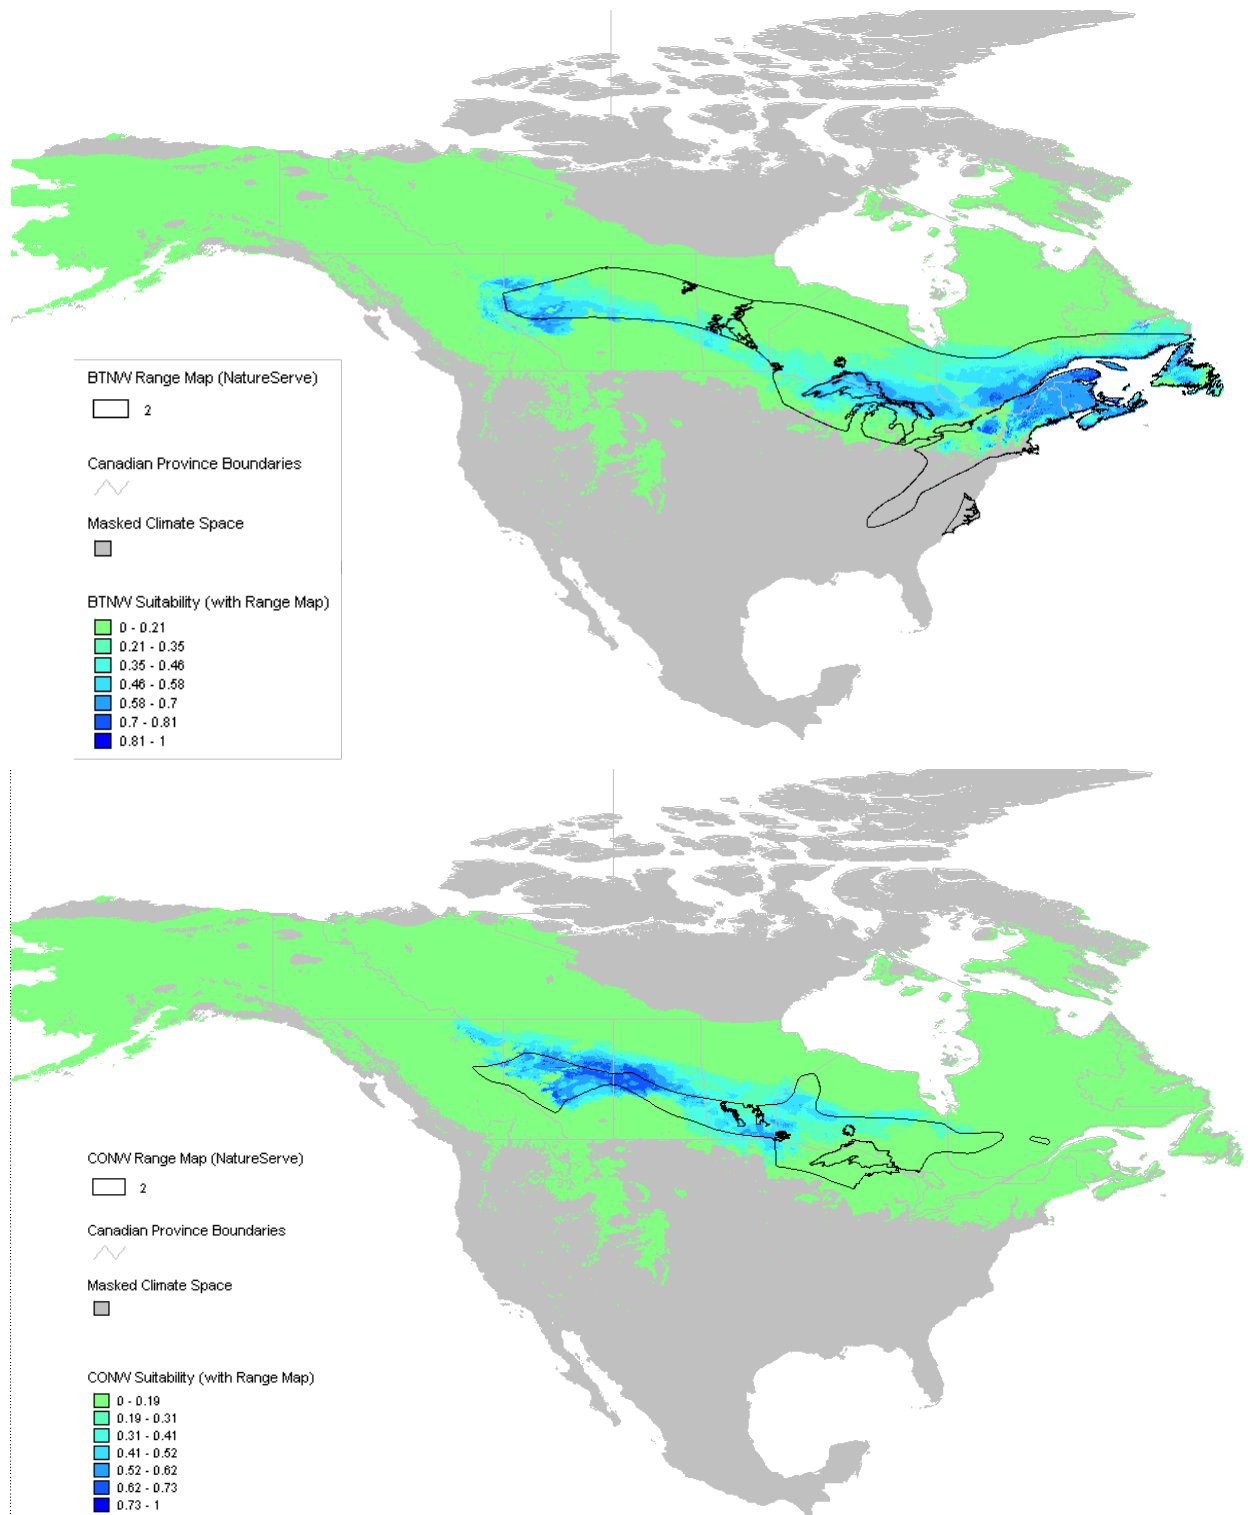 BTNW Range Map (NatureServe)
2
Canadian Province Boundaries
Masked Climate Space
BTNW Suitability (with Range Map)
0 - 0.21
0.21 - 0.35
0.35 - 0.46
0.46 - 0.58
0.58 - 0.7
0.7 - 0.81
0.81 - 1
CONW Range Map (NatureServe)
2
Canadian Province Boundaries
Masked Climate Space
CONW Suitability (with Range Map)
0 - 0.19
0.19 - 0.31
0.31 - 0.41
0.41 - 0.52
0.52 - 0.62
0.62 - 0.73
0.73 - 1